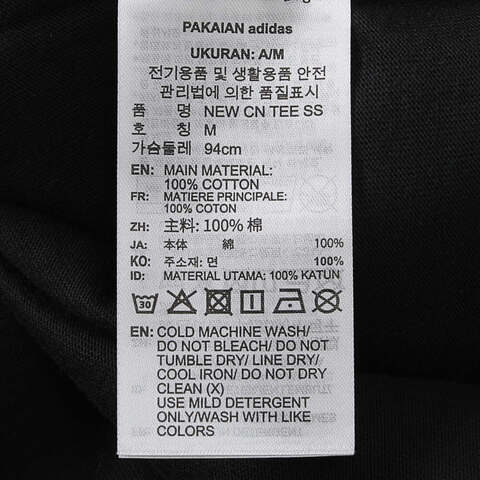 PAKAIAN adidas
UKURAN: A/M
전기용품 및 생활용품 안전
관리법에 의한 품질표시
품 명 NEW CN TEE SS
호 칭 M
가슴둘레 94cm
EN: MAIN MATERIAL:
100% COTTON
FR: MATIERE PRINCIPALE:
100% COTON
ZH: 主料: 100% 棉
JA: 本体 綿 100%
KO: 주소재: 면 100%
ID: MATERIAL UTAMA: 100% KATUN
30
EN: COLD MACHINE WASH/
DO NOT BLEACH/ DO NOT
TUMBLE DRY/ LINE DRY/
COOL IRON/ DO NOT DRY
CLEAN (X)
USE MILD DETERGENT
ONLY/WASH WITH LIKE
COLORS